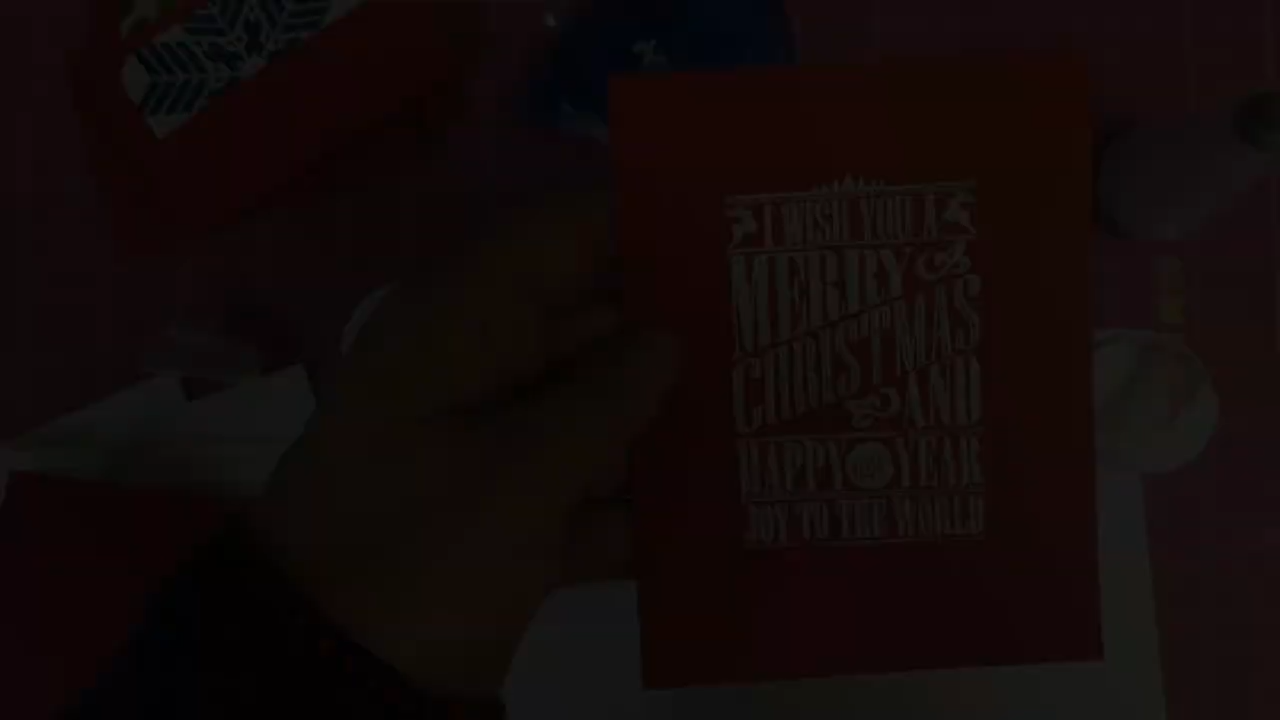 I WISH YOU A
MERRY
CHRISTMAS
AND
HAPPY YEAR
JOY TO THE WORLD